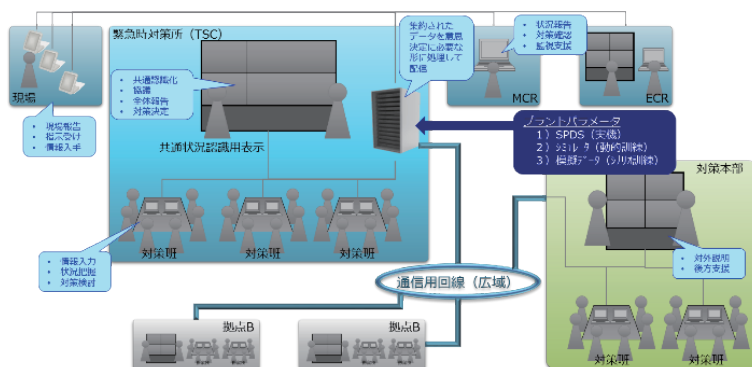 緊急時対策所（TSC）
集約された
データを意思
決定に必要な
形に処理して
配信
• 状況報告
• 対策確認
• 監視支援
• 共通認識化
• 協議
• 全体報告
• 対策決定
現場
MCR
ECR
• 現場報告
• 指示受け
• 情報入手
共通状況認識用表示
プラントパラメータ
1）SPDS（実機）
2）シミュレータ（動的訓練）
3）模擬データ（シナリオ訓練）
対策本部
対策班
対策班
対策班
• 情報入力
• 状況把握
• 対策検討
• 対外説明
• 後方支援
通信用回線（広域）
拠点B
拠点B
対策班
対策班